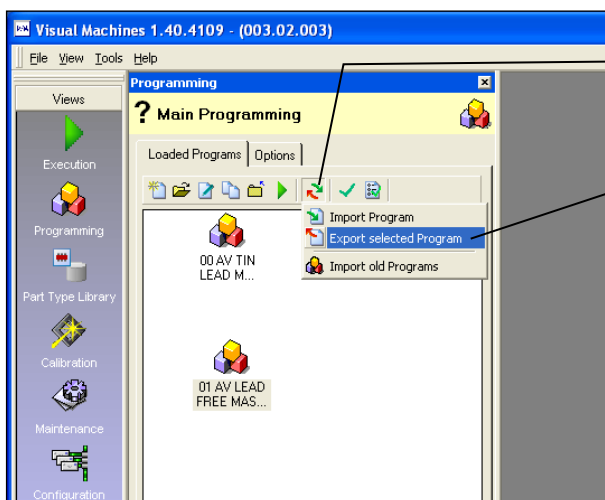 Visual Machines 1.40.4109 - (003.02.003)
File View Tools Help
Programming
Views
? Main Programming
Loaded Programs Options
Execution
Import Program
Export selected Program
Import old Programs
Programming
00 AV TIN
LEAD M...
Part Type Library
Calibration
01 AV LEAD
FREE MAS...
Maintenance
Configuration